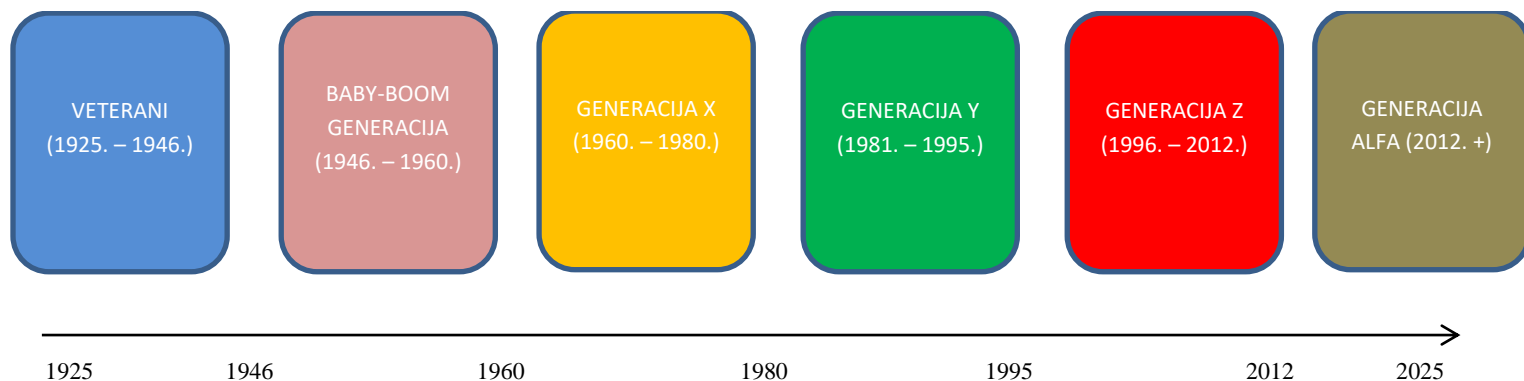 VETERANI
(1925. – 1946.)
BABY-BOOM
GENERACIJA
(1946. – 1960.)
GENERACIJA X
(1960. – 1980.)
GENERACIJA Y
(1981. – 1995.)
GENERACIJA Z
(1996. – 2012.)
GENERACIJA
ALFA (2012. +)
1925 1946 1960 1980 1995 2012 2025